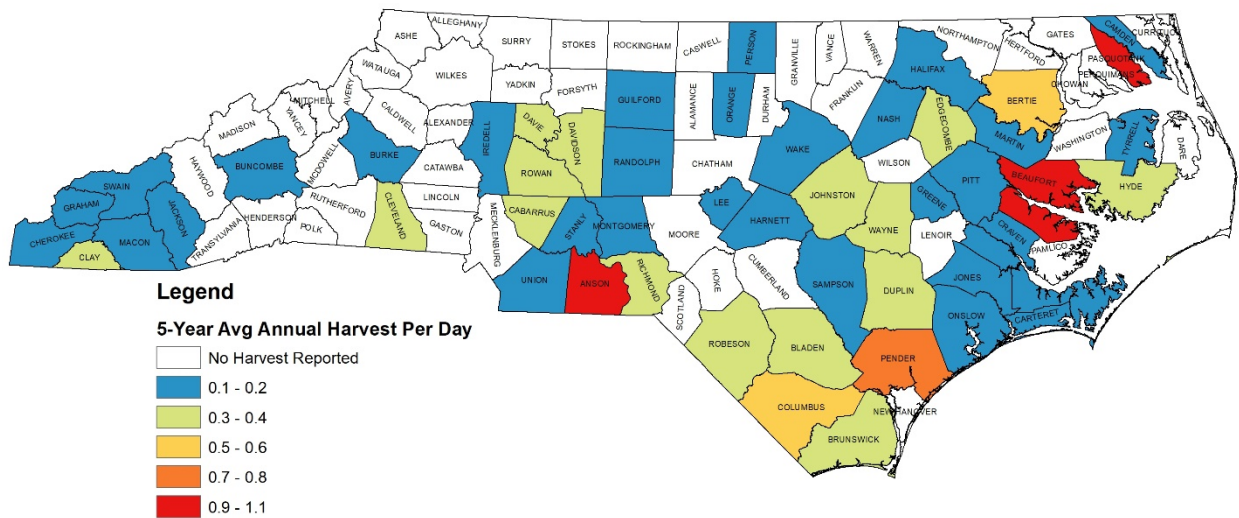 ALLEGHANY
ASHE
SURRY
STOKES
ROCKINGHAM
CASWELL
PERSON
GRANVILLE
VANCE
WARREN
NORTHAMPTON
HERTFORD
GATES
CAMDEN
CURRITUCK
PASQUOTANK
PERQUIMANS
CHOWAN
HALIFAX
BERTIE
WATAUGA
WILKES
YADKIN
FORSYTH
GUILFORD
ALAMANCE
ORANGE
DURHAM
FRANKLIN
NASH
EDGECOMBE
MARTIN
WASHINGTON
TYRRELL
DARE
MITCHELL
AVERY
YANCEY
CALDWELL
ALEXANDER
IREDELL
DAVIE
DAVIDSON
RANDOLPH
CHATHAM
WAKE
WILSON
PITT
BEAUFORT
HYDE
MADISON
HAYWOOD
BUNCOMBE
MCDOWELL
BURKE
CATAWBA
ROWAN
JOHNSTON
GREENE
SWAIN
GRAHAM
JACKSON
RUTHERFORD
CLEVELAND
LINCOLN
CABARRUS
STANLY
MONTGOMERY
LEE
HARNETT
WAYNE
LENOIR
CRAVEN
PAMLICO
CHEROKEE
MACON
CLAY
TRANSYLVANIA
HENDERSON
POLK
GASTON
MECKLENBURG
MOORE
HOKE
CUMBERLAND
SAMPSON
DUPLIN
JONES
ONSLOW
CARTERET
UNION
ANSON
RICHMOND
SCOTLAND
ROBESON
BLADEN
PENDER
COLUMBUS
NEW HANOVER
BRUNSWICK
Legend
5-Year Avg Annual Harvest Per Day
No Harvest Reported
0.1 - 0.2
0.3 - 0.4
0.5 - 0.6
0.7 - 0.8
0.9 - 1.1